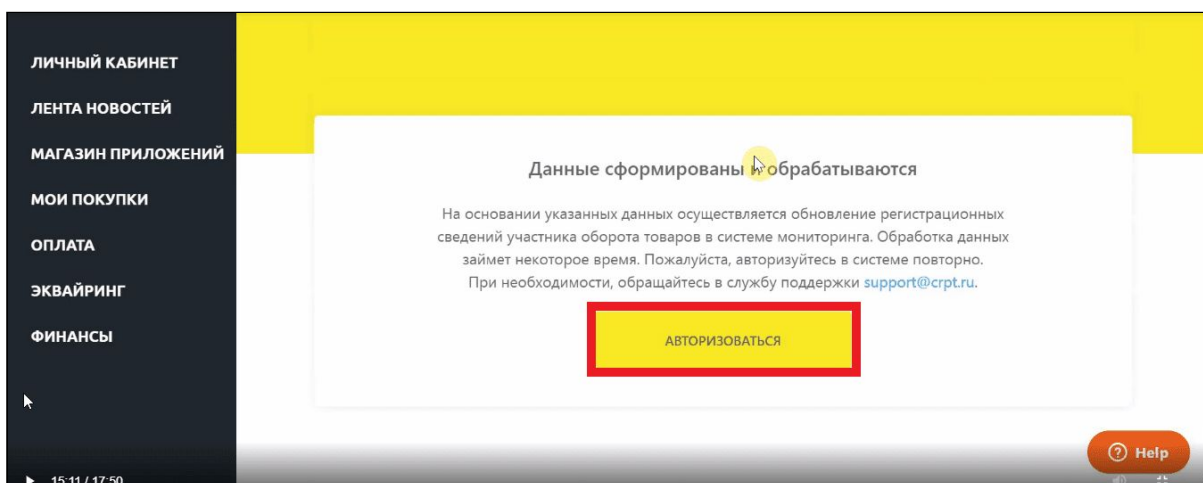 ЛИЧНЫЙ КАБИНЕТ
ЛЕНТА НОВОСТЕЙ
МАГАЗИН ПРИЛОЖЕНИЙ
МОИ ПОКУПКИ
ОПЛАТА
ЭКВАЙРИНГ
ФИНАНСЫ
Данные сформированы и обрабатываются
На основании указанных данных осуществляется обновление регистрационных
сведений участника оборота товаров в системе мониторинга. Обработка данных
займет некоторое время. Пожалуйста, авторизуйтесь в системе повторно.
При необходимости, обращайтесь в службу поддержки support@crpt.ru.
АВТОРИЗОВАТЬСЯ
Help
15:11 / 17:50